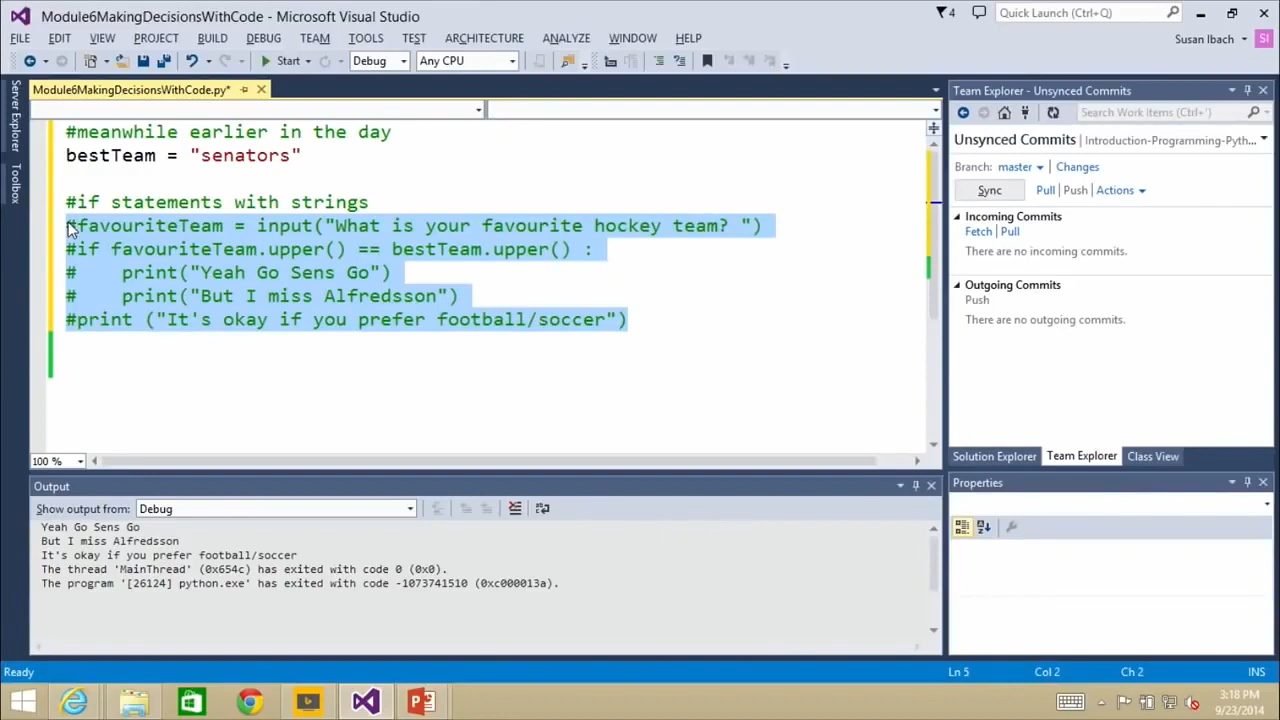 Module6MakingDecisionsWithCode - Microsoft Visual Studio
4
Quick Launch (Ctrl+Q)
FILE EDIT VIEW PROJECT BUILD DEBUG TEAM TOOLS TEST ARCHITECTURE ANALYZE WINDOW HELP
Susan Ibach
SI
Start
Debug
Any CPU
Server Explorer
Toolbox
Module6MakingDecisionsWithCode.py*
#meanwhile earlier in the day
bestTeam = "senators"
#if statements with strings
#favouriteTeam = input("What is your favourite hockey team? ")
#if favouriteTeam.upper() == bestTeam.upper() :
#    print("Yeah Go Sens Go")
#    print("But I miss Alfredsson")
#print ("It's okay if you prefer football/soccer")
100 %
Output
Show output from: Debug
Yeah Go Sens Go
But I miss Alfredsson
It's okay if you prefer football/soccer
The thread 'MainThread' (0x654c) has exited with code 0 (0x0).
The program '[26124] python.exe' has exited with code -1073741510 (0xc000013a).
Team Explorer - Unsynced Commits
Search Work Items (Ctrl+')
Unsynced Commits | Introduction-Programming-Pyth...
Branch: master Changes
Sync Pull Push Actions
Incoming Commits
Fetch | Pull
There are no incoming commits.
Outgoing Commits
Push
There are no outgoing commits.
Solution Explorer Team Explorer Class View
Properties
Ready
Ln 5
Col 2
Ch 2
INS
3:18 PM
9/23/2014